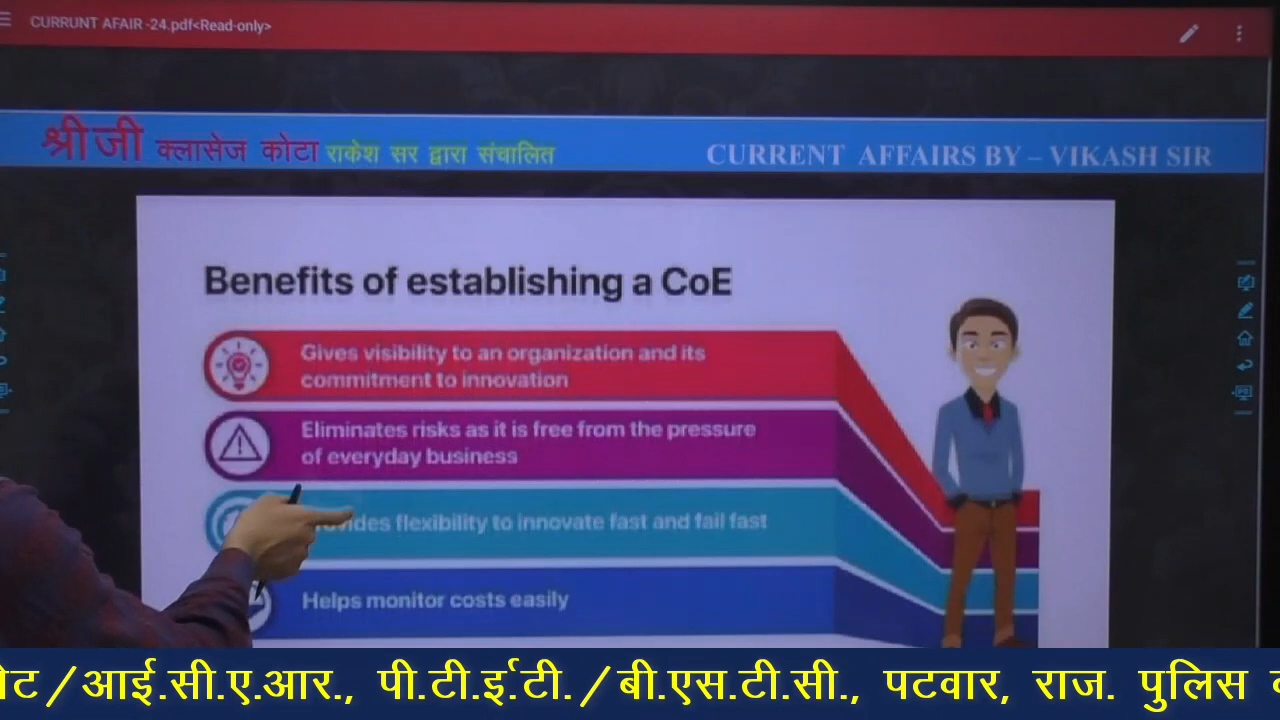 CURRUNT AFAIR -24.pdf<Read-only>
श्रीजी क्लासेज कोटा राकेश सर द्वारा संचालित
CURRENT AFFAIRS BY – VIKASH SIR
Benefits of establishing a CoE
Gives visibility to an organization and its
commitment to innovation
Eliminates risks as it is free from the pressure
of everyday business
flexibility to innovate fast and fail fast
Helps monitor costs easily
/आई.सी.ए.आर., पी.टी.ई.टी./बी.एस.टी.सी., पटवार, राज. पुलिस